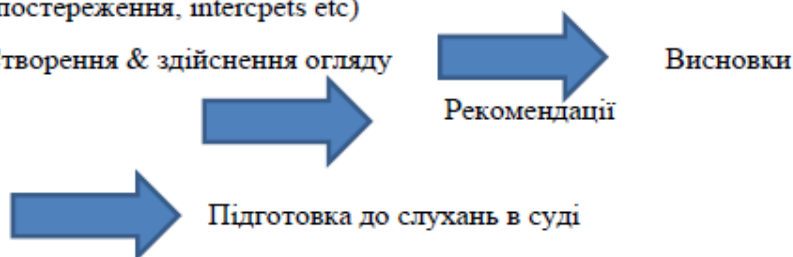 постереження, intercpets etc)
творення & здійснення огляду Висновки
Рекомендації
Підготовка до слухань в суді